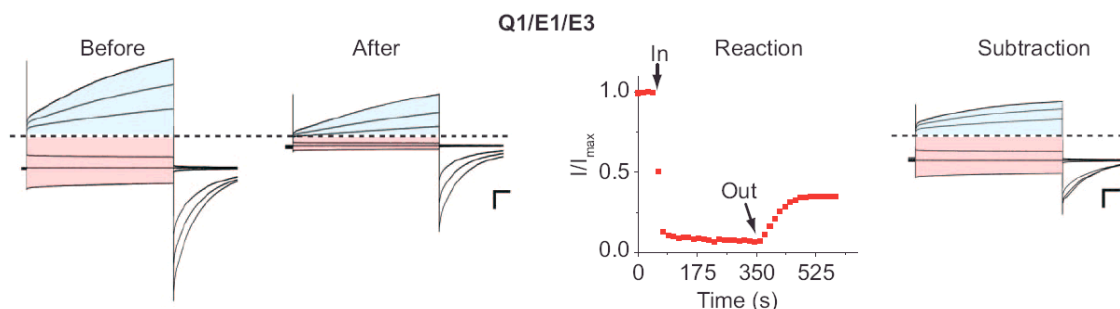 Q1/E1/E3
Before
After
In
Reaction
Subtraction
1.0
I/Imax
0.5
Out
0.0
0
175
350
525
Time (s)